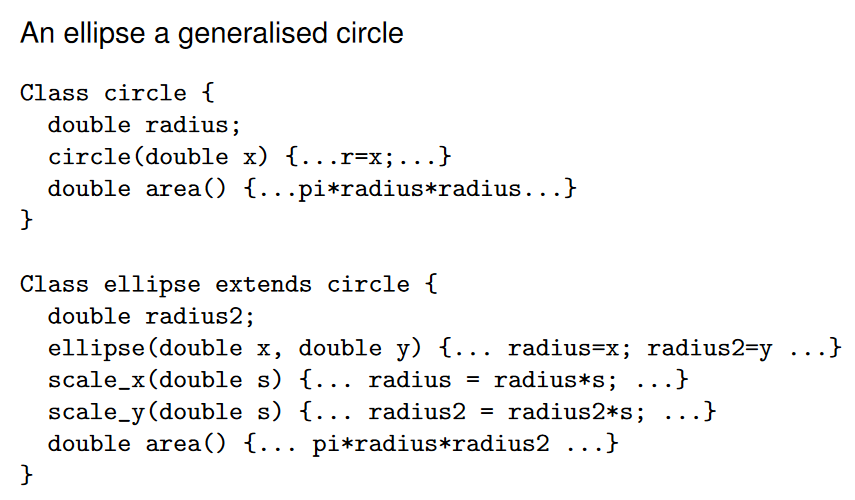 An ellipse a generalised circle
Class circle {
double radius;
circle(double x) {...r=x;...}
double area() {...pi*radius*radius...}
}
Class ellipse extends circle {
double radius2;
ellipse(double x, double y) {... radius=x; radius2=y ...}
scale_x(double s) {... radius = radius*s; ...}
scale_y(double s) {... radius2 = radius2*s; ...}
double area() {... pi*radius*radius2 ...}
}